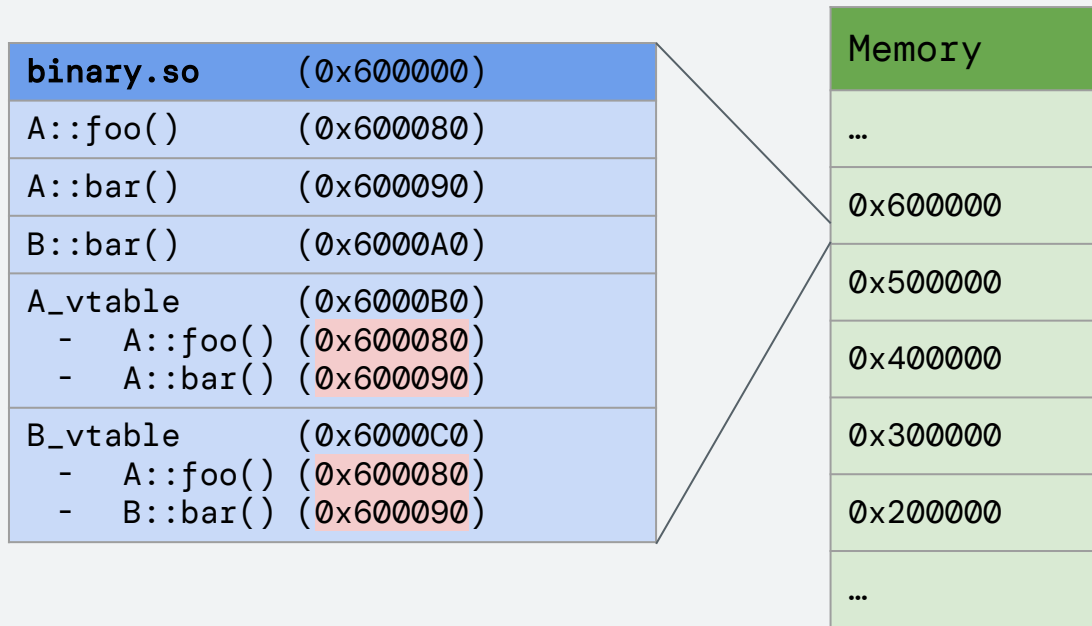 binary.so (0x600000)
A::foo() (0x600080)
A::bar() (0x600090)
B::bar() (0x6000A0)
A_vtable (0x6000B0)
- A::foo() (0x600080)
- A::bar() (0x600090)
B_vtable (0x6000C0)
- A::foo() (0x600080)
- B::bar() (0x600090)
Memory
…
0x600000
0x500000
0x400000
0x300000
0x200000
…